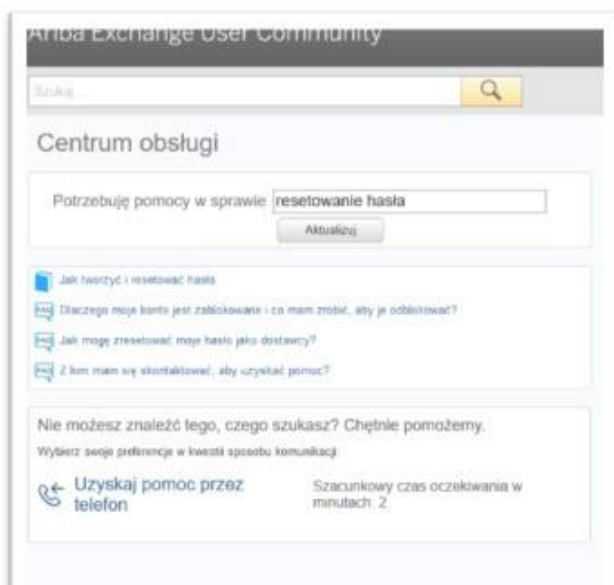 Ariba Exchange User Community
Szukaj...
Centrum obsługi
Potrzebuję pomocy w sprawie resetowanie hasła
Aktualizuj
Jak tworzyć i resetować hasła
FAQ Dlaczego moje konto jest zablokowane i co mam zrobić, aby je odblokować?
FAQ Jak mogę zresetować moje hasło jako dostawcy?
FAQ Z kim mam się skontaktować, aby uzyskać pomoc?
Nie możesz znaleźć tego, czego szukasz? Chętnie pomożemy.
Wybierz swoje preferencje w kwestii sposobu komunikacji:
Uzyskaj pomoc przez telefon
Szacunkowy czas oczekiwania w minutach: 2